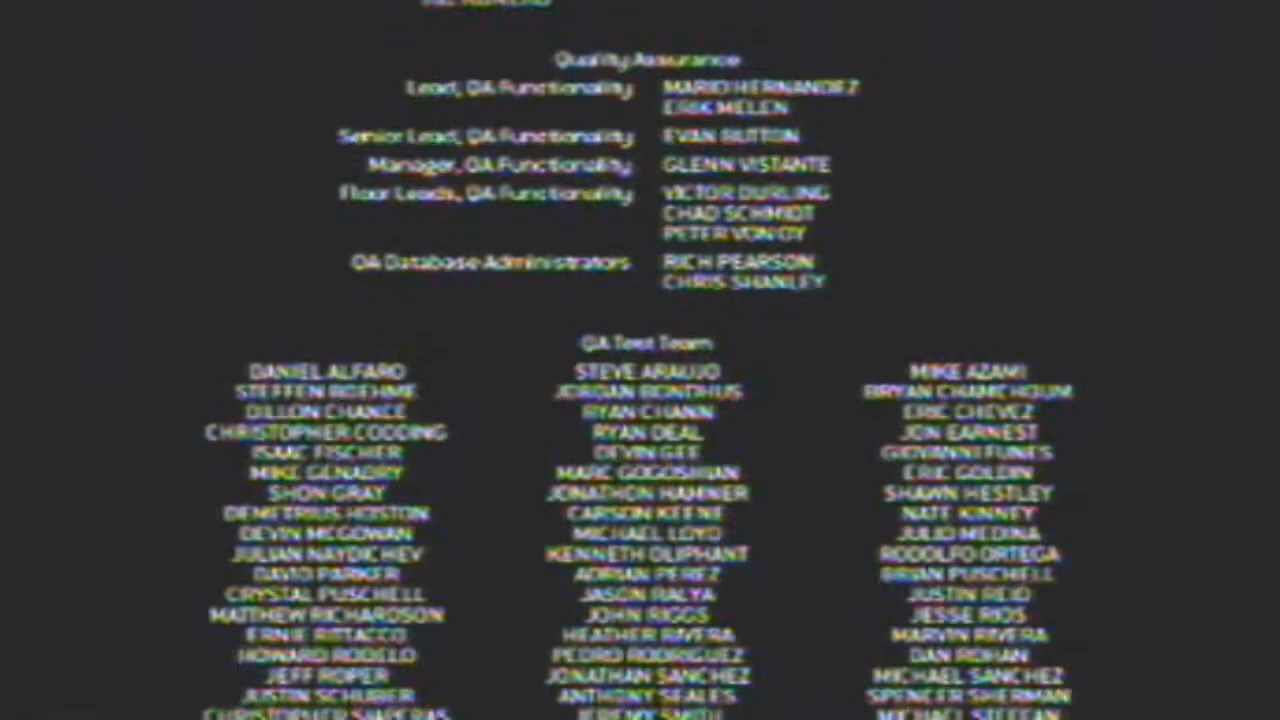 Quality Assurance
Lead, QA Functionality MARIO HERNANDEZ
ERIK MELEN
Senior Lead, QA Functionality EVAN BUTTON
Manager, QA Functionality GLENN VISTANTE
Floor Leads, QA Functionality VICTOR DURLING
CHAD SCHMIDT
PETER VON OY
QA Database Administrators RICH PEARSON
CHRIS SHANLEY
QA Test Team
DANIEL ALFARO STEVE ARAUJO MIKE AZAMI
STEFFEN BOEHME JORDAN BONDHUS BRYAN CHAMCHOUM
DILLON CHANCE RYAN CHANN ERIC CHEVEZ
CHRISTOPHER CODDING RYAN DEAL JON EARNEST
ISAAC FISCHER DEVIN GEE GIOVANNI FUNES
MIKE GENADRY MARC GOGOSHIAN ERIC GOLDIN
SHON GRAY JONATHON HAMNER SHAWN HESTLEY
DEMETRIUS HOSTON CARSON KEENE NATE KINNEY
DEVIN MCGOWAN MICHAEL LOYD JULIO MEDINA
JULIAN NAYDICHEV KENNETH OLIPHANT RODOLFO ORTEGA
DAVID PARKER ADRIAN PEREZ BRIAN PUSCHELL
CRYSTAL PUSCHELL JASON RALYA JUSTIN REID
MATTHEW RICHARDSON JOHN RIGGS JESSE RIOS
ERNIE RITTACCO HEATHER RIVERA MARVIN RIVERA
HOWARD RODELO PEDRO RODRIGUEZ DAN ROHAN
JEFF ROPER JONATHAN SANCHEZ MICHAEL SANCHEZ
JUSTIN SCHUBER ANTHONY SEALES SPENCER SHERMAN
CHRISTOPHER SIAPERAS JEREMY SMITH MICHAEL STEFFAN